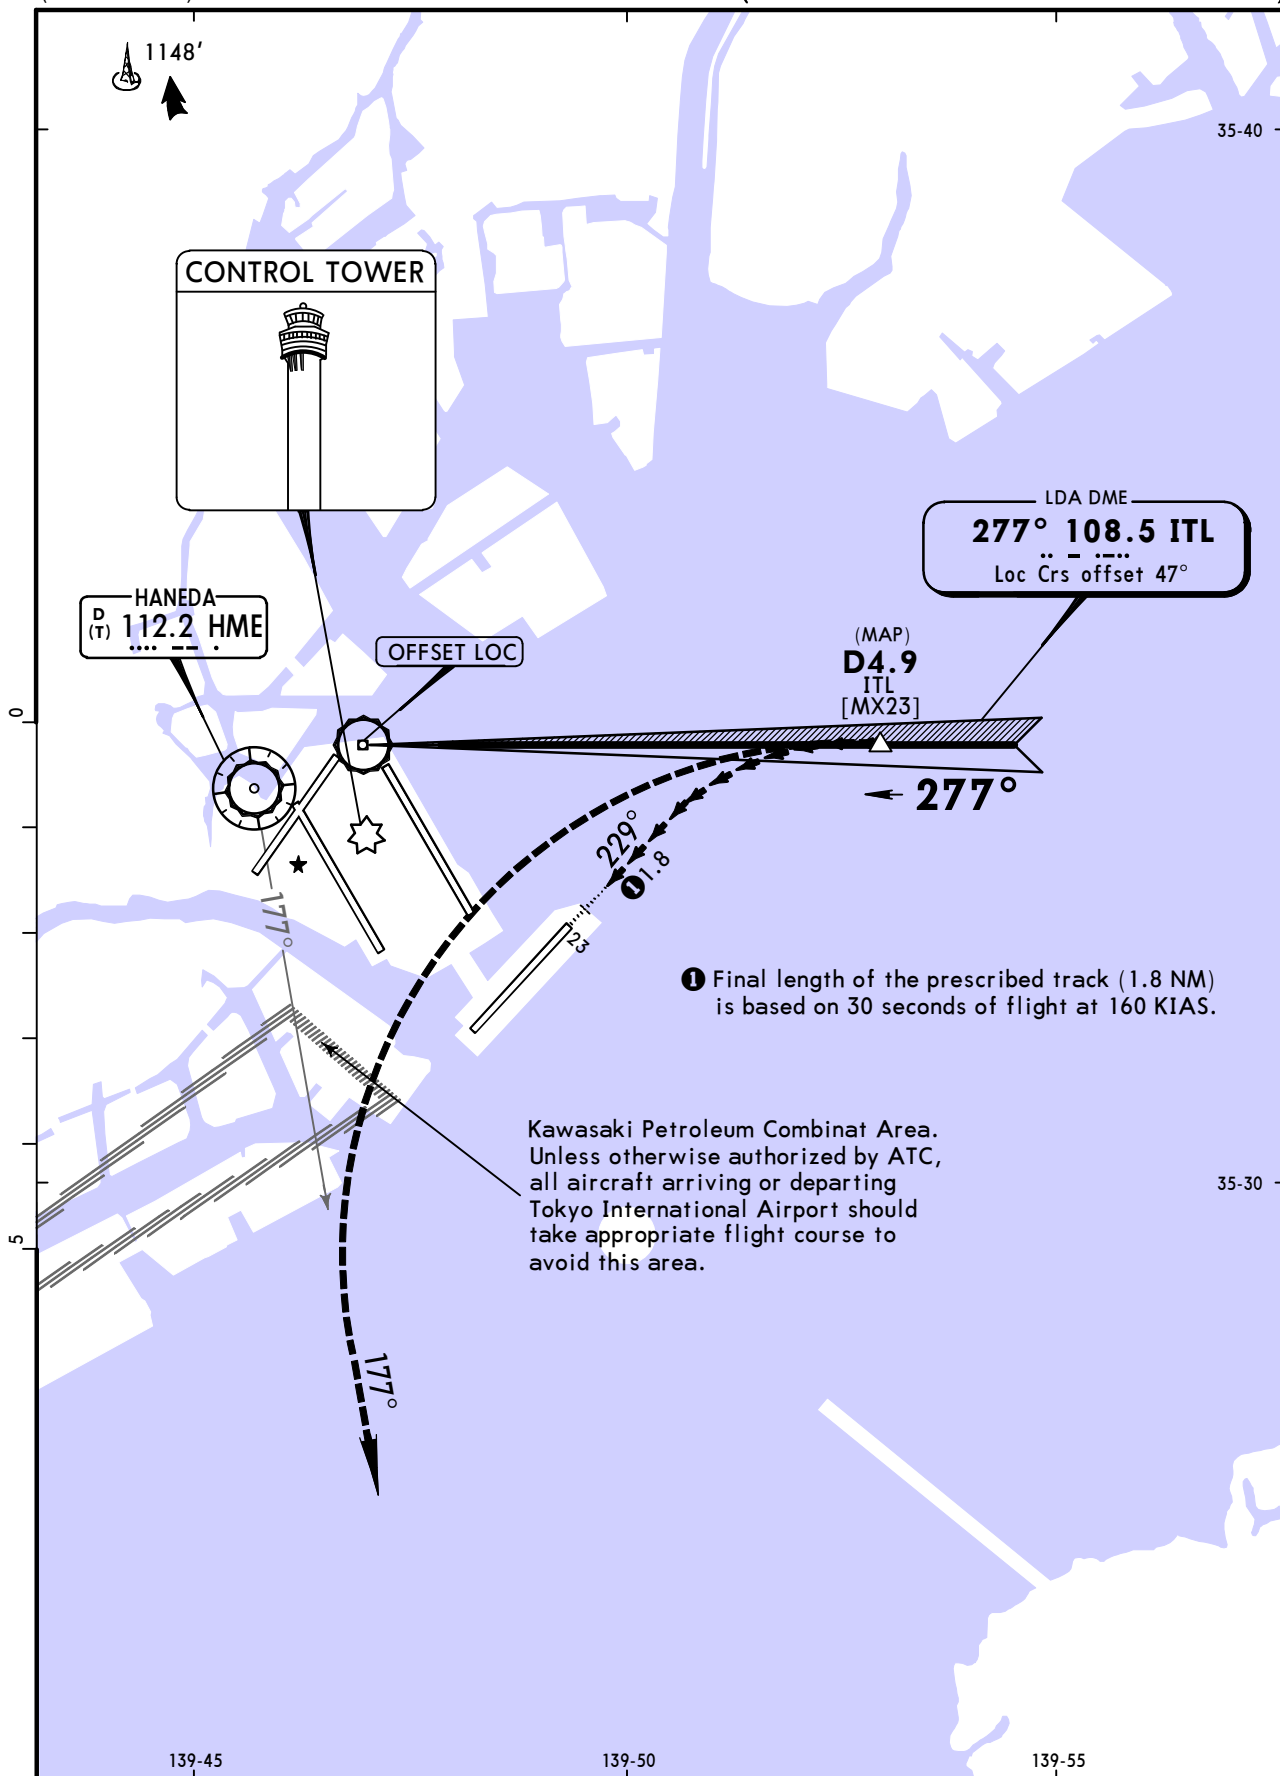 1148'
35-40
CONTROL TOWER
LDA DME
277° 108.5 ITL
Loc Crs offset 47°
HANEDA
D
(T) 112.2 HME
OFFSET LOC
(MAP)
D4.9
ITL
[MX23]
0
277°
229°
1 1.8
177°
23
1 Final length of the prescribed track (1.8 NM)
is based on 30 seconds of flight at 160 KIAS.
Kawasaki Petroleum Combinat Area.
Unless otherwise authorized by ATC,
all aircraft arriving or departing
Tokyo International Airport should
take appropriate flight course to
avoid this area.
35-30
5
177°
139-45
139-50
139-55